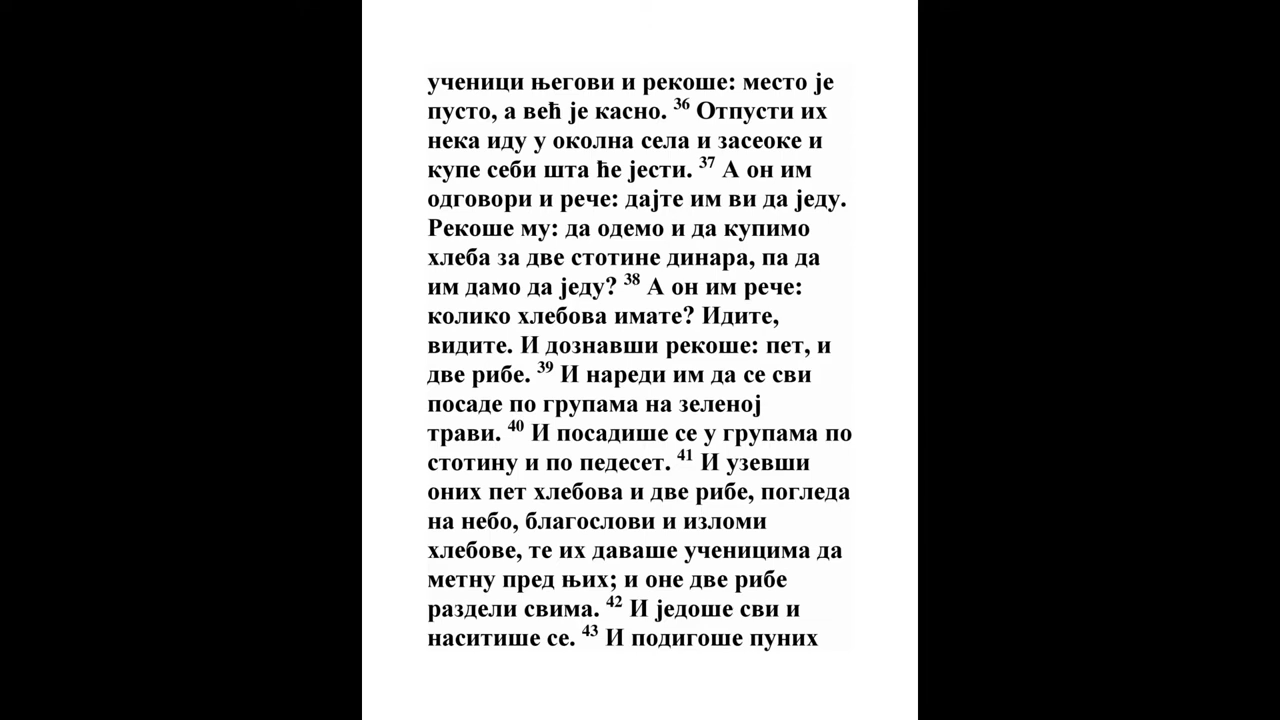 ученици његови и рекоше: место је
пусто, а већ је касно. 36 Отпусти их
нека иду у околна села и засеоке и
купе себи шта ће јести. 37 А он им
одговори и рече: дајте им ви да једу.
Рекоше му: да одемо и да купимо
хлеба за две стотине динара, па да
им дамо да једу? 38 А он им рече:
колико хлебова имате? Идите,
видите. И дознавши рекоше: пет, и
две рибе. 39 И нареди им да се сви
посаде по групама на зеленој
трави. 40 И посадише се у групама по
стотину и по педесет. 41 И узевши
оних пет хлебова и две рибе, погледа
на небо, благослови и изломи
хлебове, те их даваше ученицима да
метну пред њих; и оне две рибе
раздели свима. 42 И једоше сви и
наситише се. 43 И подигоше пуних